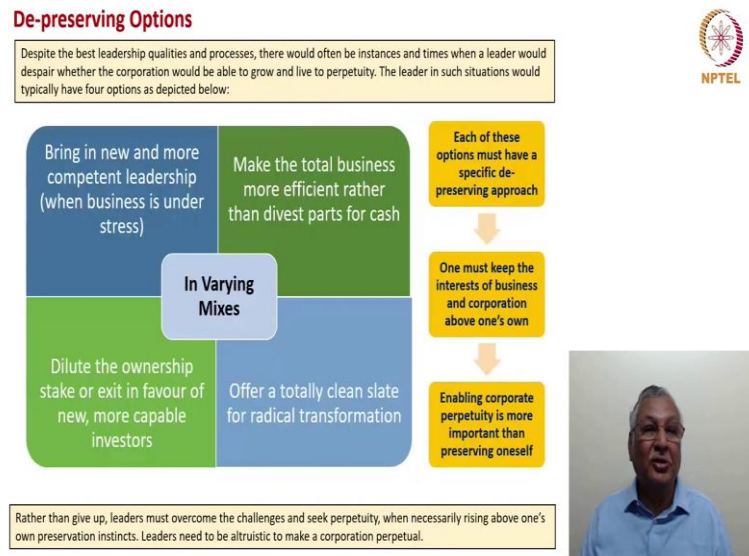 De-preserving Options
NPTEL
Despite the best leadership qualities and processes, there would often be instances and times when a leader would
despair whether the corporation would be able to grow and live to perpetuity. The leader in such situations would
typically have four options as depicted below:
Bring in new and more
competent leadership
(when business is under
stress)
Make the total business
more efficient rather
than divest parts for cash
In Varying
Mixes
Dilute the ownership
stake or exit in favour of
new, more capable
investors
Offer a totally clean slate
for radical transformation
Each of these
options must have a
specific de-
preserving approach
One must keep the
interests of business
and corporation
above one's own
Enabling corporate
perpetuity is more
important than
preserving oneself
Rather than give up, leaders must overcome the challenges and seek perpetuity, when necessarily rising above one's
own preservation instincts. Leaders need to be altruistic to make a corporation perpetual.